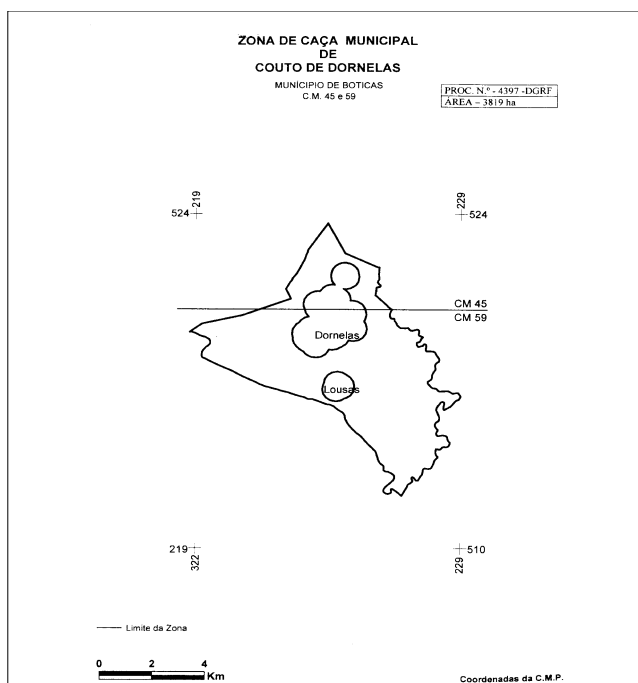 ZONA DE CAÇA MUNICIPAL
DE
COUTO DE DORNELAS
MUNÍCIPIO DE BOTICAS
C.M. 45 e 59
PROC. N.º - 4397 -DGRF
ÁREA – 3819 ha
219
229
524
524
CM 45
CM 59
Dornelas
Lousas
219
510
322
229
Limite da Zona
0 2 4
Km
Coordenadas da C.M.P.